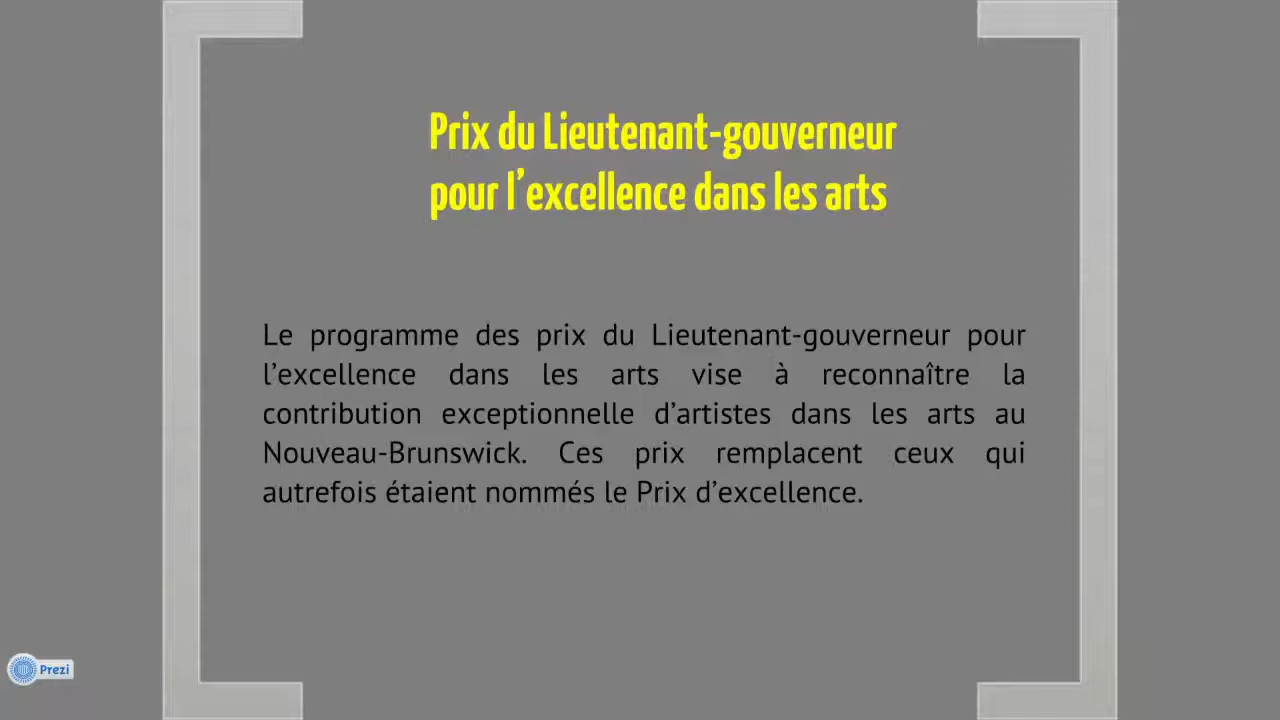 Prix du Lieutenant-gouverneur
pour l’excellence dans les arts
Le programme des prix du Lieutenant-gouverneur pour
l’excellence dans les arts vise à reconnaître la
contribution exceptionnelle d’artistes dans les arts au
Nouveau-Brunswick. Ces prix remplacent ceux qui
autrefois étaient nommés le Prix d’excellence.
Prezi